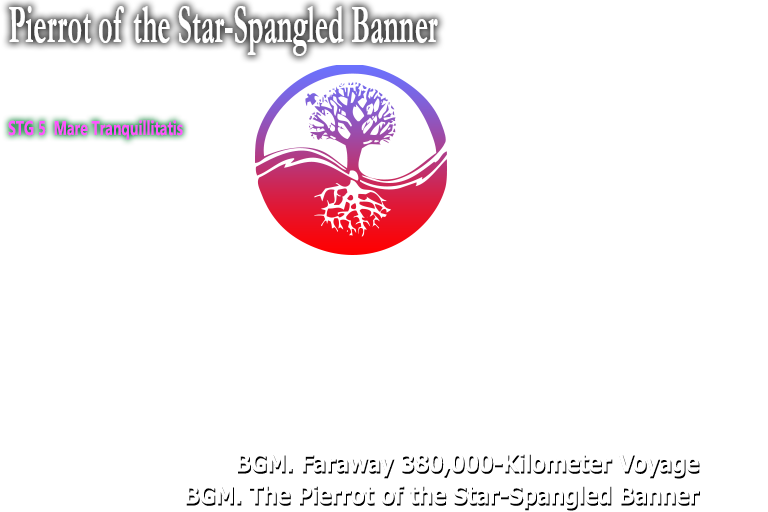 Pierrot of the Star-Spangled Banner
STG 5 Mare Tranquillitatis
BGM. Faraway 380,000-Kilometer Voyage
BGM. The Pierrot of the Star-Spangled Banner